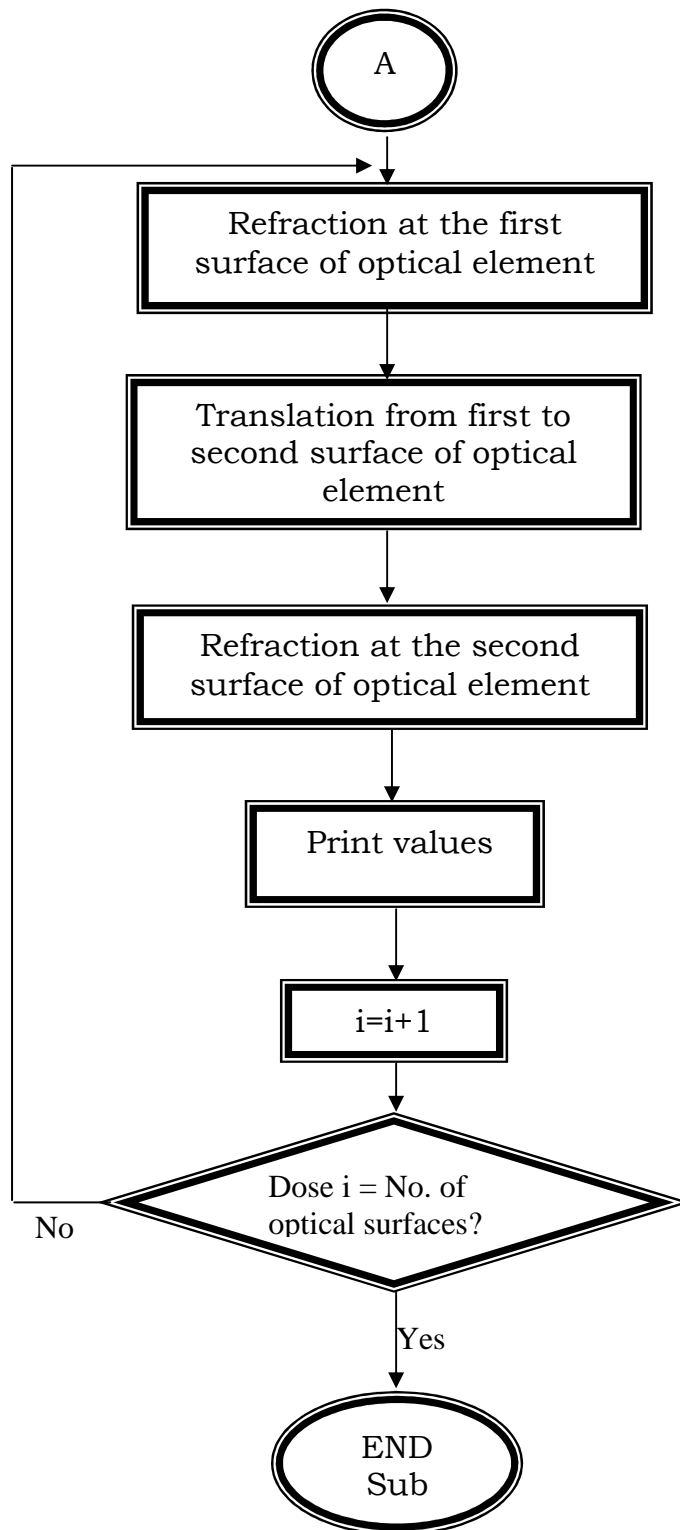 A
Refraction at the first
surface of optical element
Translation from first to
second surface of optical
element
Refraction at the second
surface of optical element
Print values
i=i+1
Dose i = No. of
optical surfaces?
No
Yes
END
Sub